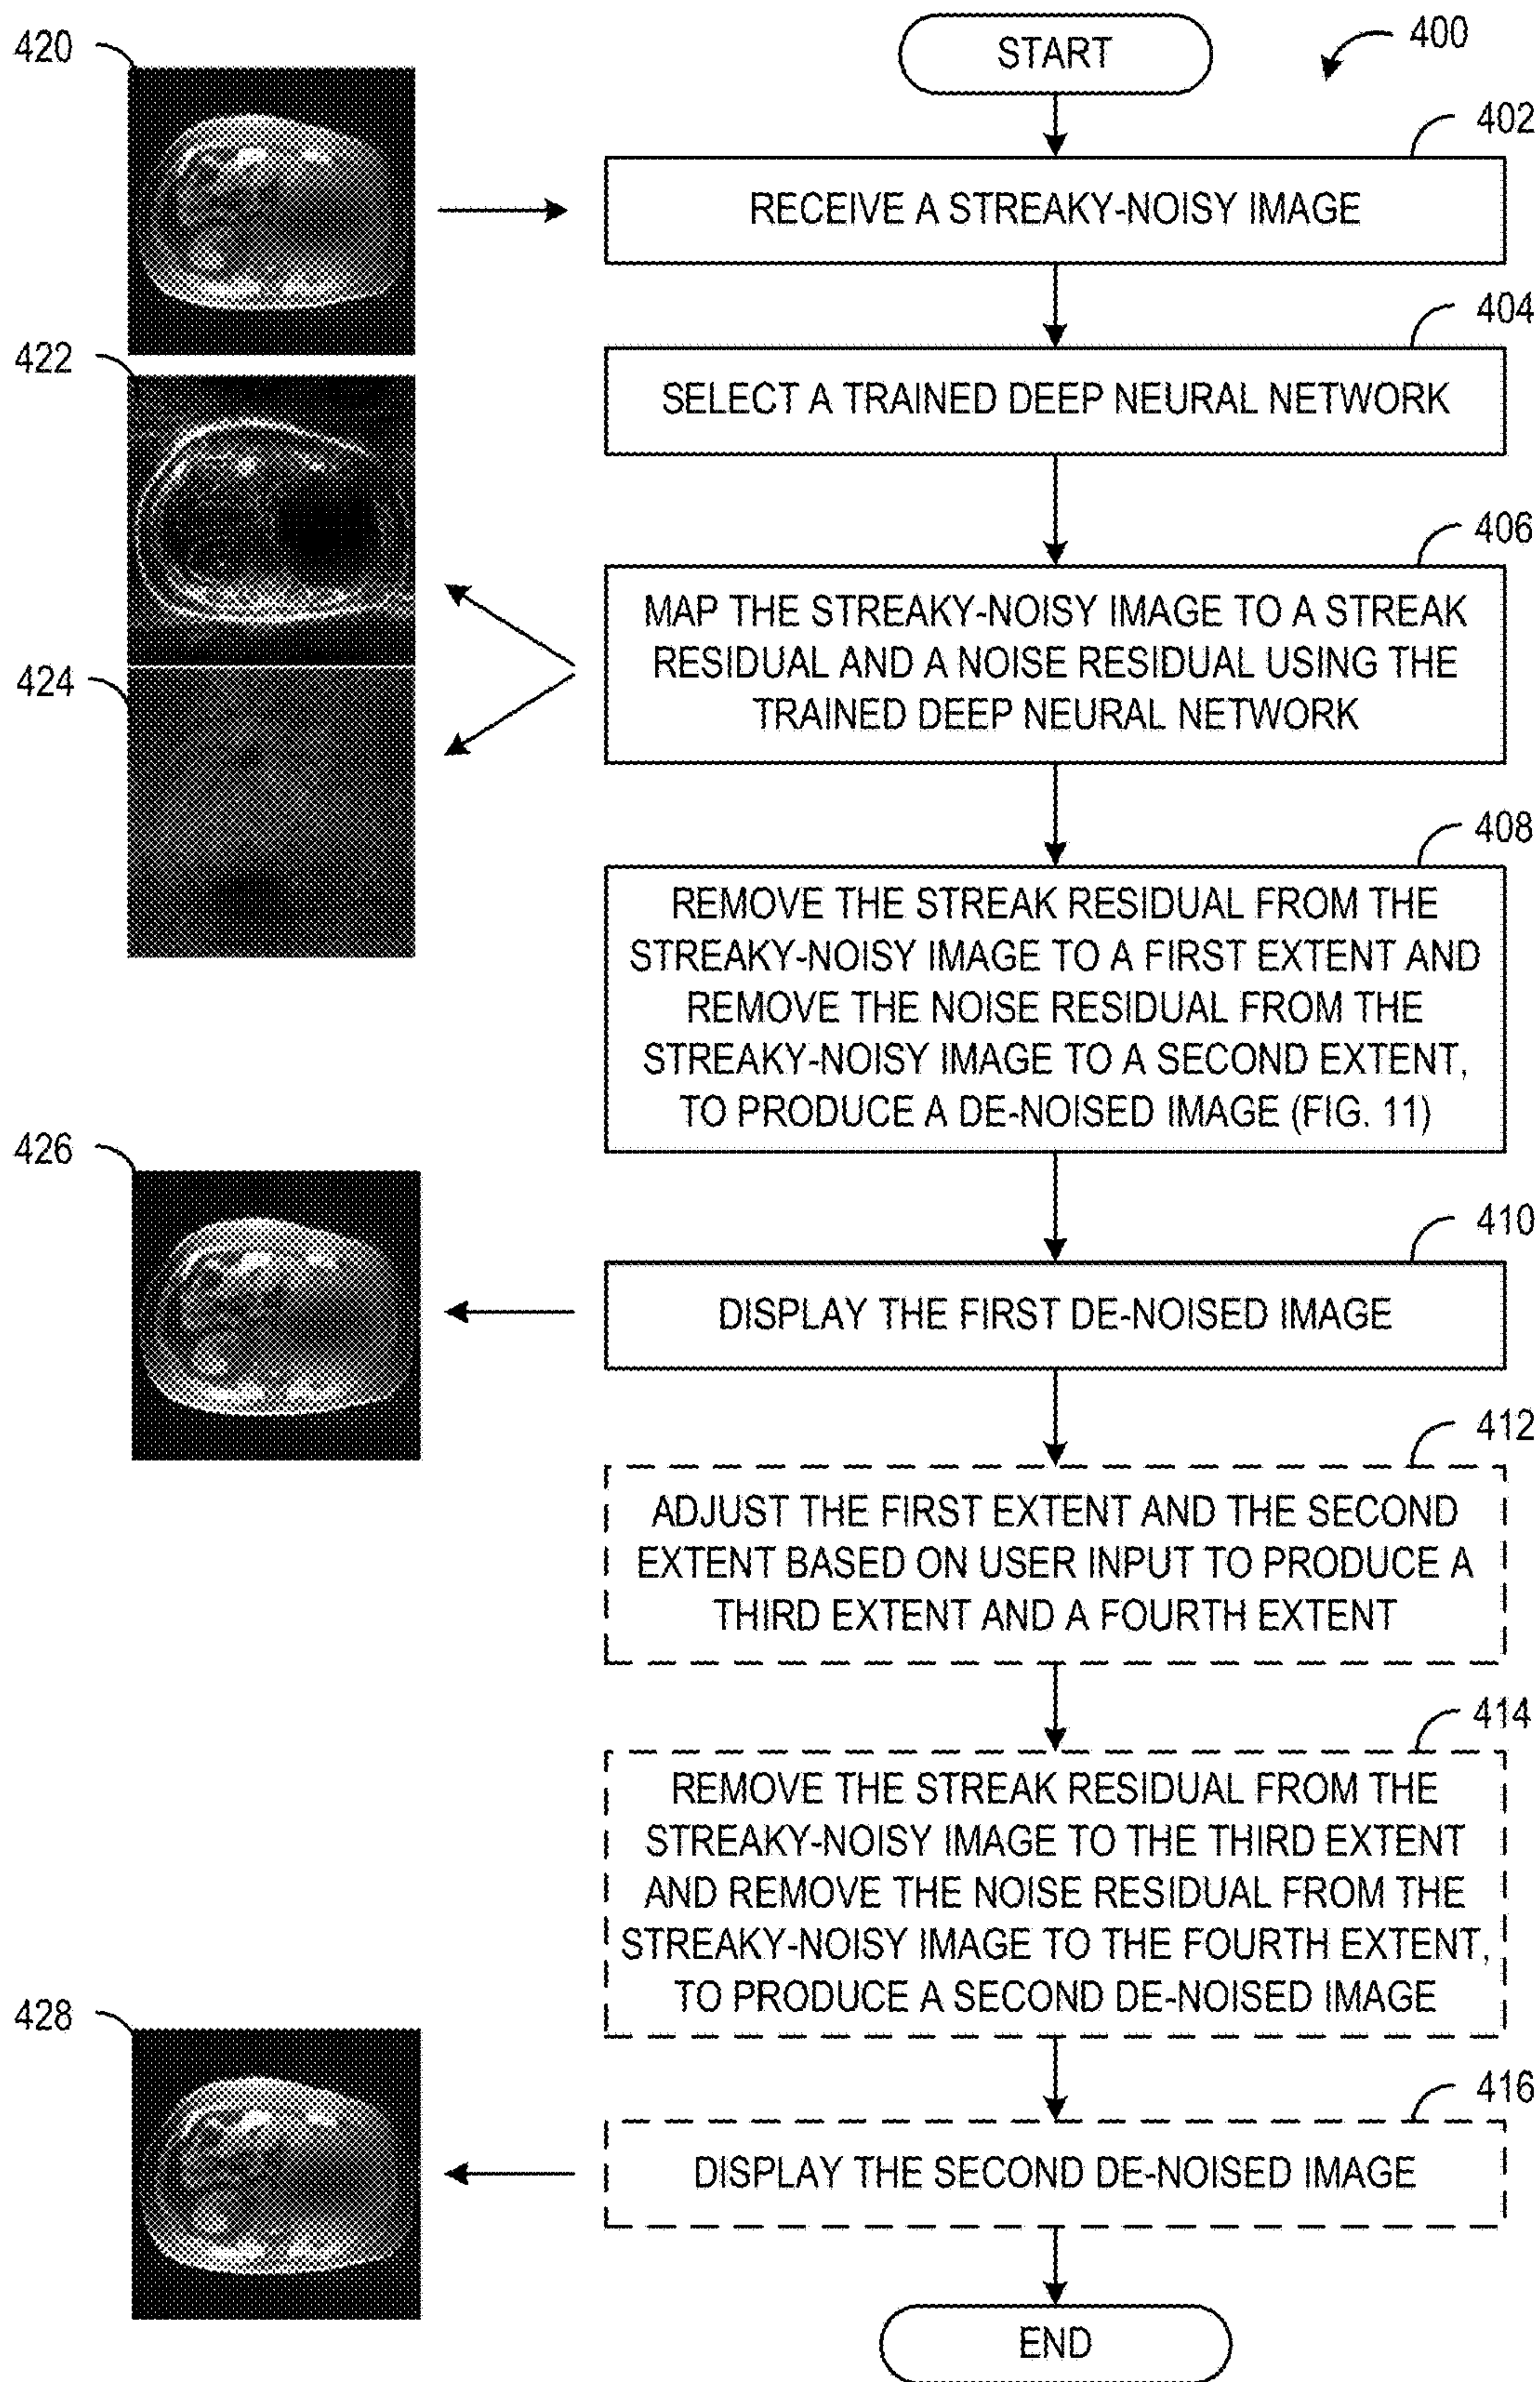 420
START
400
402
RECEIVE A STREAKY-NOISY IMAGE
404
422
SELECT A TRAINED DEEP NEURAL NETWORK
406
MAP THE STREAKY-NOISY IMAGE TO A STREAK
RESIDUAL AND A NOISE RESIDUAL USING THE
TRAINED DEEP NEURAL NETWORK
424
408
REMOVE THE STREAK RESIDUAL FROM THE
STREAKY-NOISY IMAGE TO A FIRST EXTENT AND
REMOVE THE NOISE RESIDUAL FROM THE
STREAKY-NOISY IMAGE TO A SECOND EXTENT,
TO PRODUCE A DE-NOISED IMAGE (FIG. 11)
426
410
DISPLAY THE FIRST DE-NOISED IMAGE
412
ADJUST THE FIRST EXTENT AND THE SECOND
EXTENT BASED ON USER INPUT TO PRODUCE A
THIRD EXTENT AND A FOURTH EXTENT
414
REMOVE THE STREAK RESIDUAL FROM THE
STREAKY-NOISY IMAGE TO THE THIRD EXTENT
AND REMOVE THE NOISE RESIDUAL FROM THE
STREAKY-NOISY IMAGE TO THE FOURTH EXTENT,
TO PRODUCE A SECOND DE-NOISED IMAGE
428
416
DISPLAY THE SECOND DE-NOISED IMAGE
END